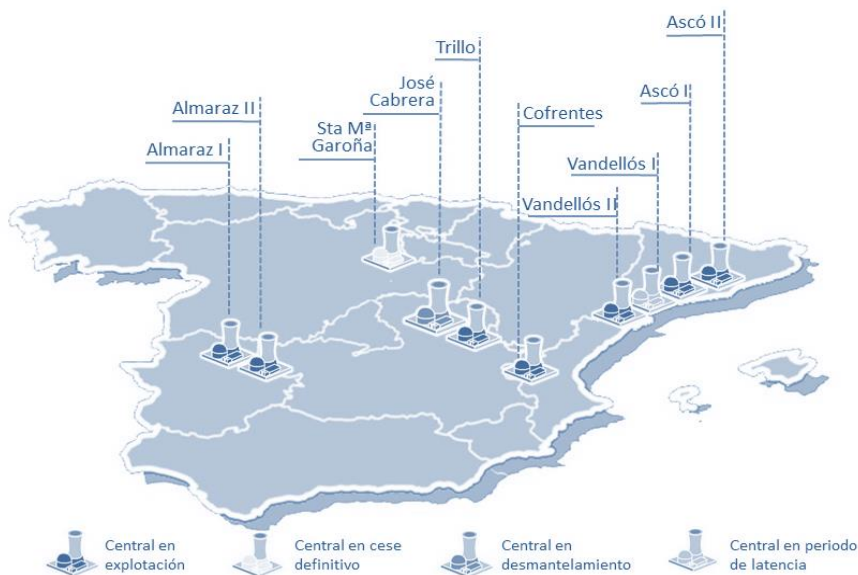 Ascó II
Trillo
José
Cabrera
Ascó I
Almaraz II
Cofrentes
Sta Mª
Garoña
Almaraz I
Vandellós I
Vandellós II
Central en
explotación
Central en cese
definitivo
Central en
desmantelamiento
Central en periodo
de latencia